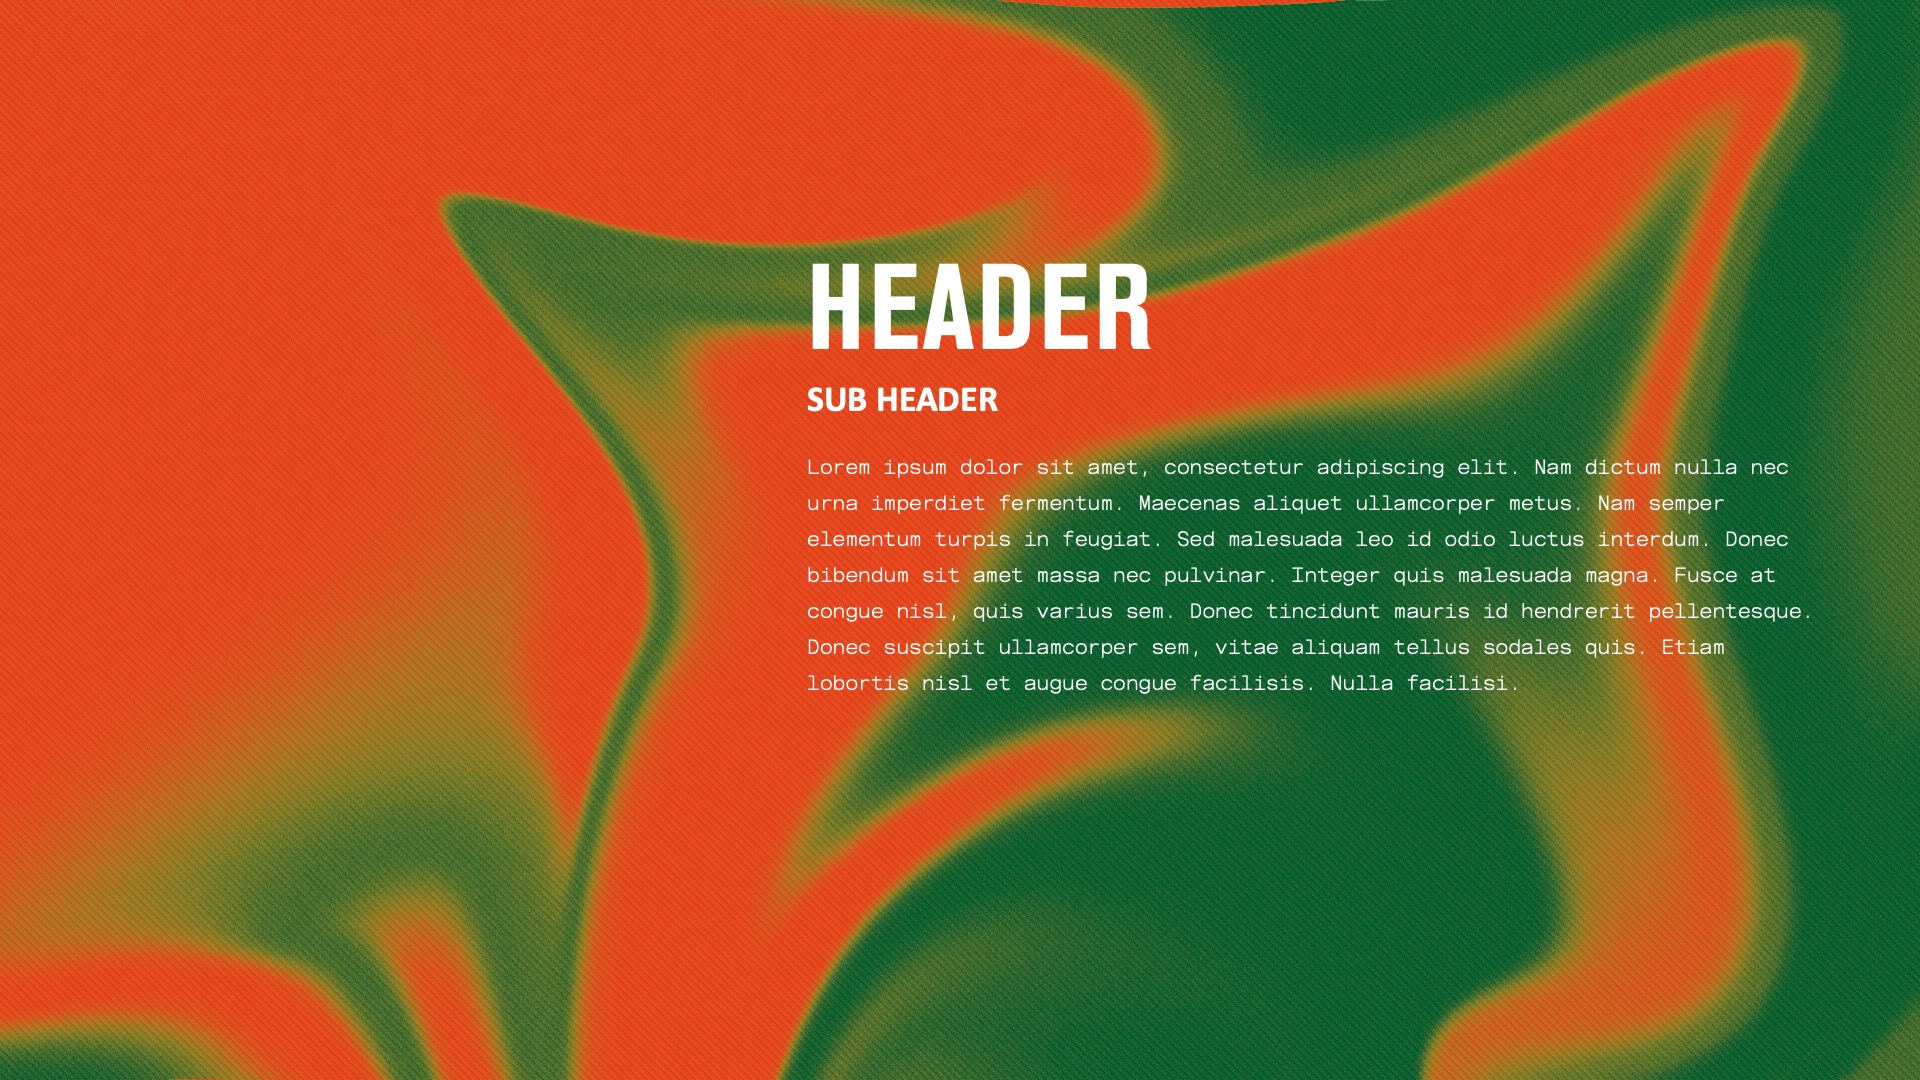 HEADER
SUB HEADER
Lorem ipsum dolor sit amet, consectetur adipiscing elit. Nam dictum nulla nec
urna imperdiet fermentum. Maecenas aliquet ullamcorper metus. Nam semper
elementum turpis in feugiat. Sed malesuada leo id odio luctus interdum. Donec
bibendum sit amet massa nec pulvinar. Integer quis malesuada magna. Fusce at
congue nisl, quis varius sem. Donec tincidunt mauris id hendrerit pellentesque.
Donec suscipit ullamcorper sem, vitae aliquam tellus sodales quis. Etiam
lobortis nisl et augue congue facilisis. Nulla facilisi.